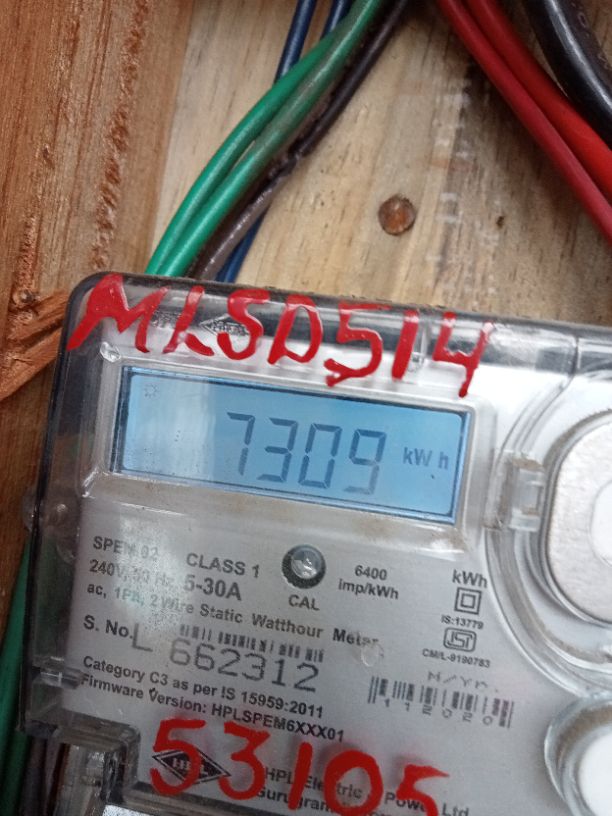 MLSD514
7309 kWh
SPEM 02 CLASS 1 6400 imp/kWh kWh
240V, 50 Hz, 5-30A CAL
ac, 1Ph, 2 Wire Static Watthour Meter
IS:13779
CM/L-9190783
S. No. L 662312
M/YR.
112020
Category C3 as per IS 15959:2011
Firmware Version: HPLSPEM6XXX01
53105
HPL
HPL Electric & Power Ltd